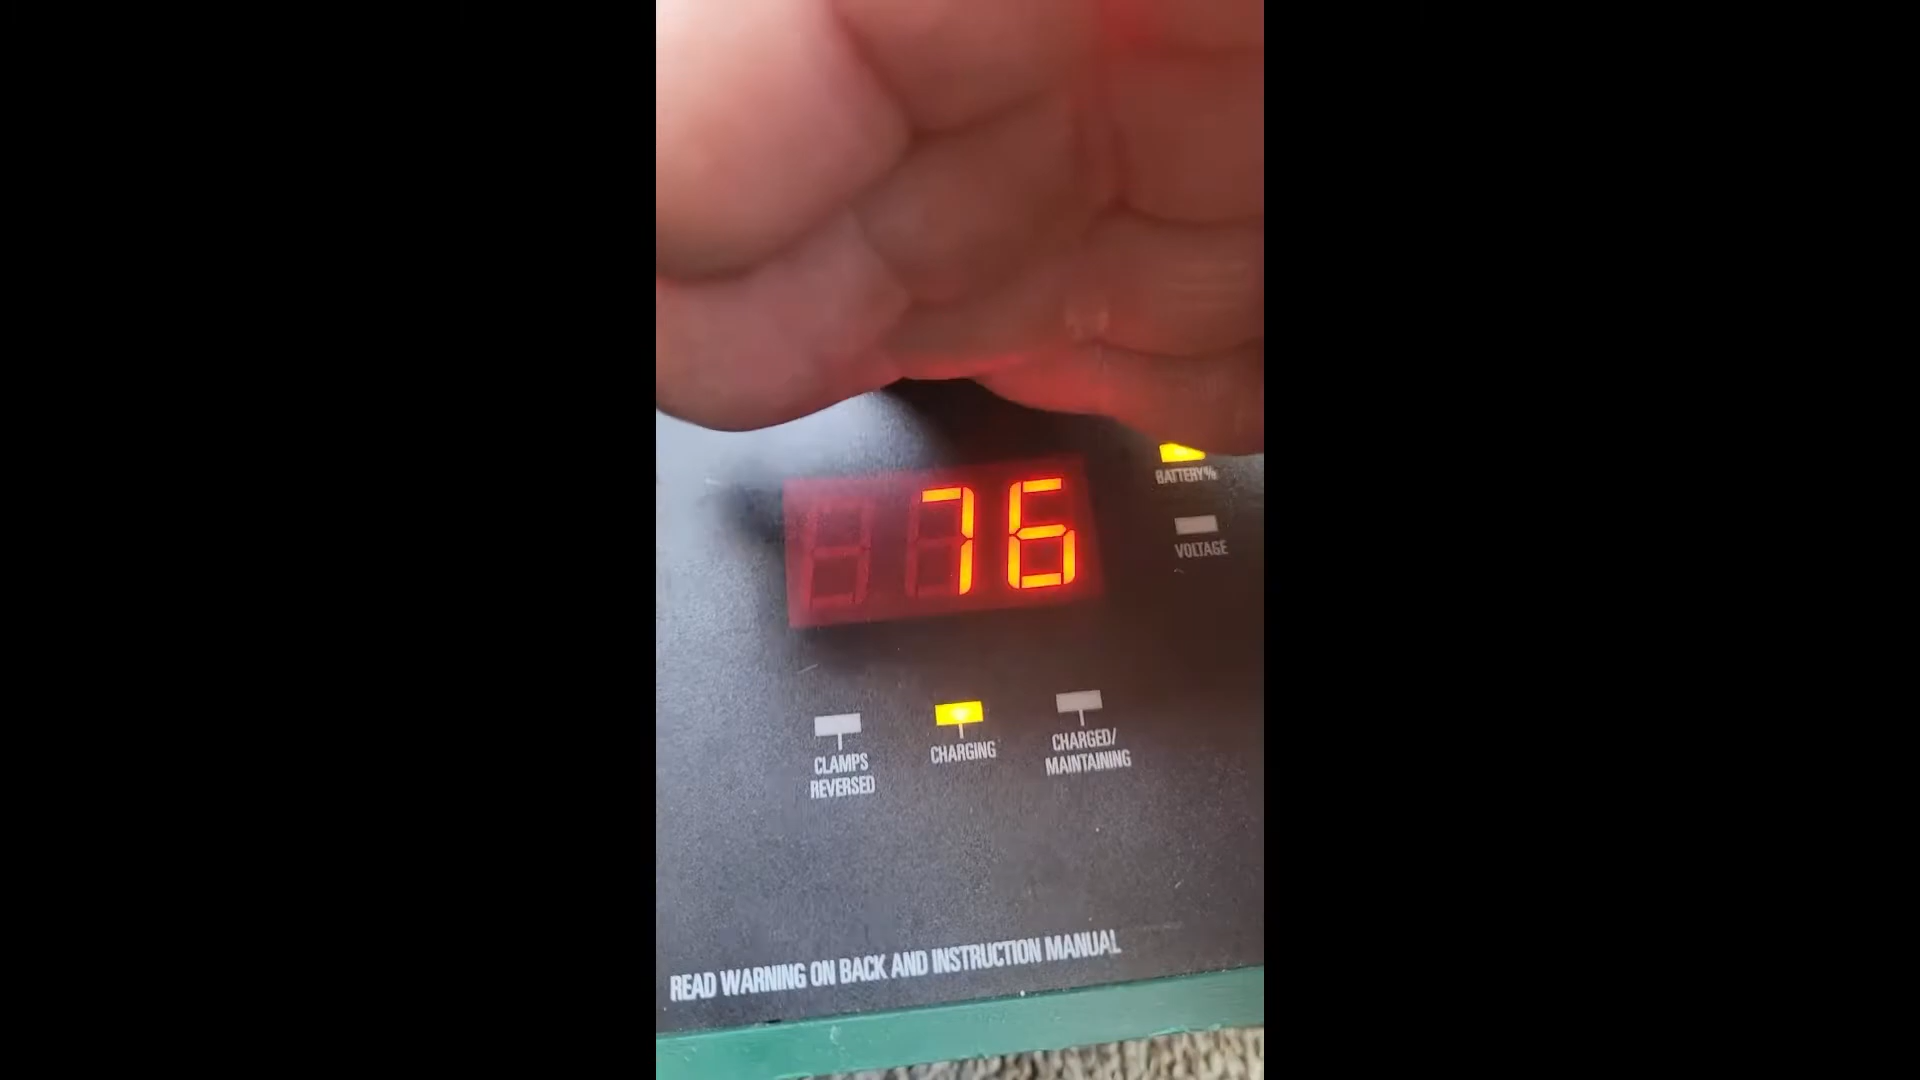 BATTERY%
76
VOLTAGE
CLAMPS
REVERSED
CHARGING
CHARGED/
MAINTAINING
READ WARNING ON BACK AND INSTRUCTION MANUAL